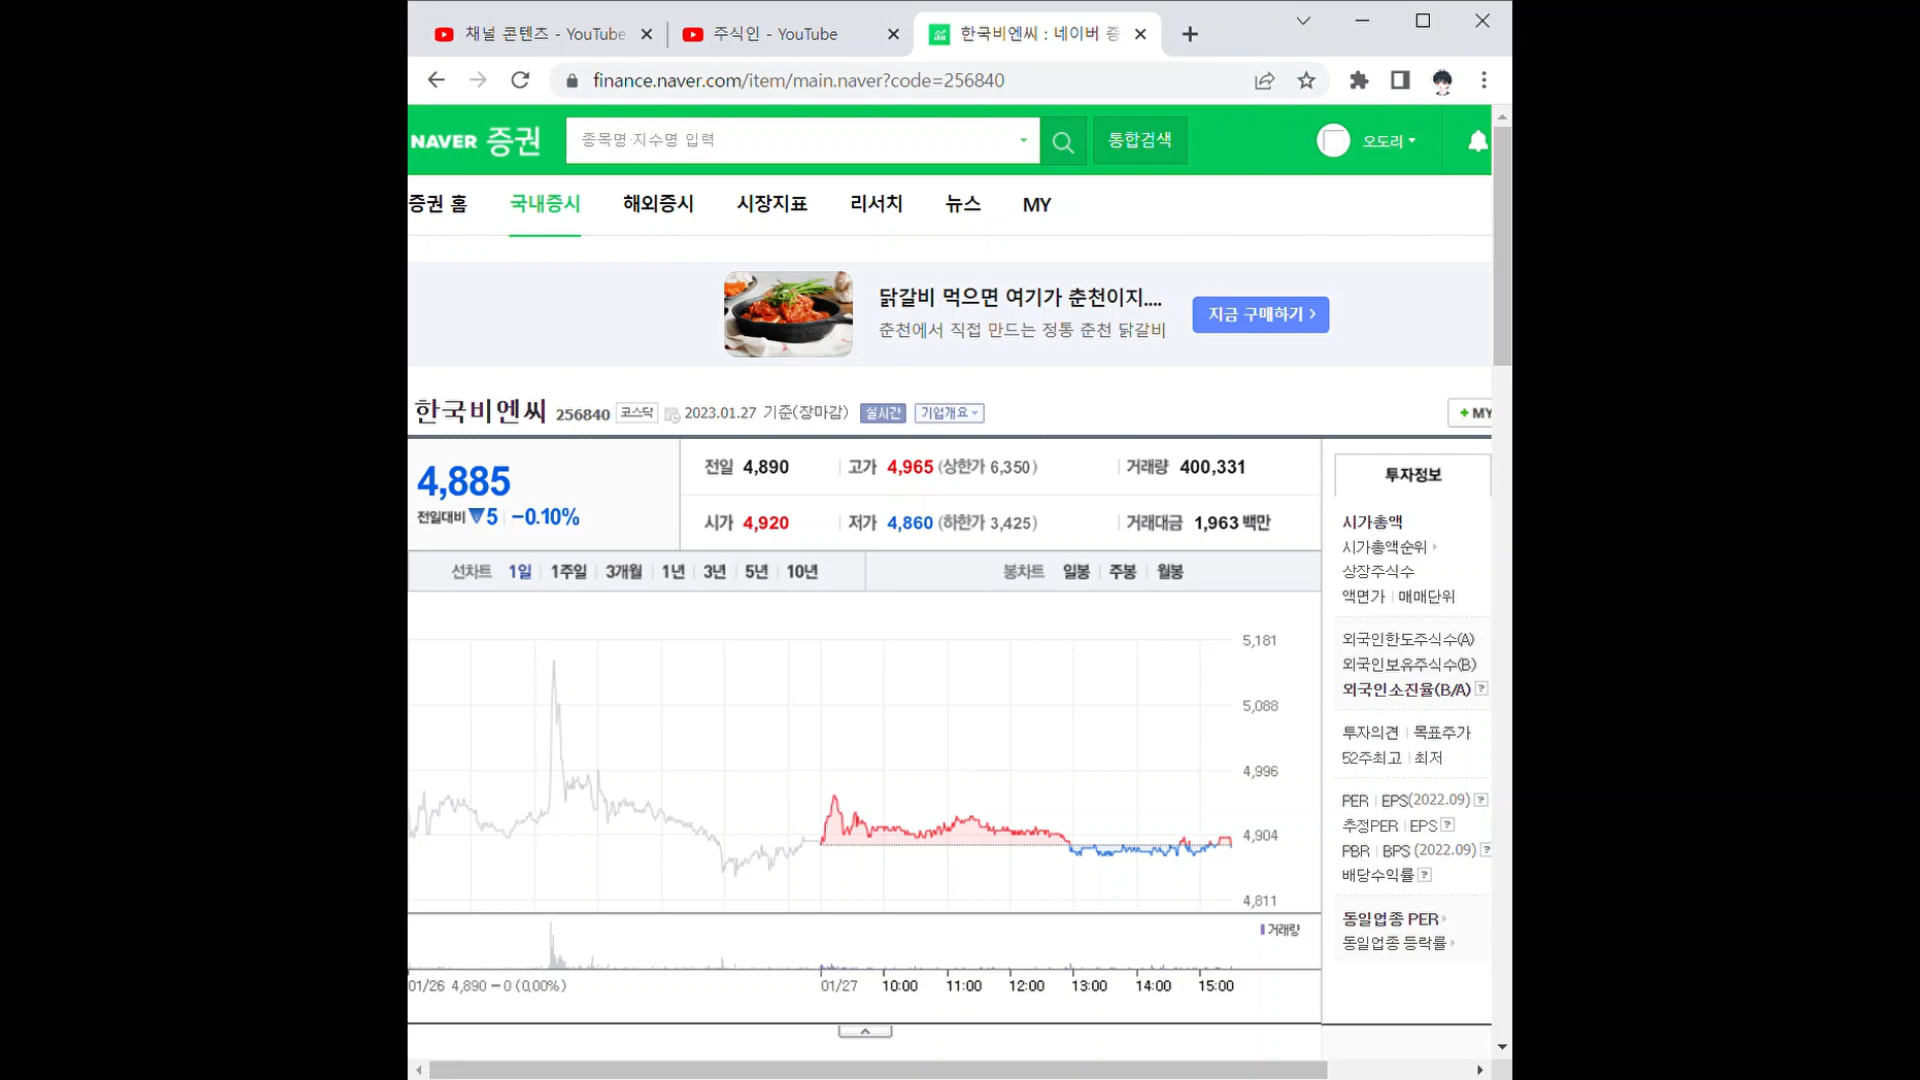 채널 콘텐츠 - YouTube
주식인 - YouTube
한국비엔씨 : 네이버 증
finance.naver.com/item/main.naver?code=256840
NAVER 증권
종목명·지수명 입력
통합검색
오도리
증권 홈 국내증시 해외증시 시장지표 리서치 뉴스 MY
닭갈비 먹으면 여기가 춘천이지....
춘천에서 직접 만드는 정통 춘천 닭갈비
지금 구매하기 >
한국비엔씨 256840 코스닥 2023.01.27 기준(장마감) 실시간 기업개요
+ MY
4,885
전일대비 ▼5 -0.10%
전일 4,890 고가 4,965 (상한가 6,350) 거래량 400,331
시가 4,920 저가 4,860 (하한가 3,425) 거래대금 1,963 백만
선차트 1일 1주일 3개월 1년 3년 5년 10년
봉차트 일봉 주봉 월봉
5,181
5,088
4,996
4,904
4,811
거래량
01/26 4,890 - 0 (0.00%)
01/27 10:00 11:00 12:00 13:00 14:00 15:00
투자정보
시가총액
시가총액순위
상장주식수
액면가 | 매매단위
외국인한도주식수(A)
외국인보유주식수(B)
외국인소진율(B/A) ?
투자의견 | 목표주가
52주최고 | 최저
PER | EPS(2022.09) ?
추정PER | EPS ?
PBR | BPS (2022.09) ?
배당수익률 ?
동일업종 PER
동일업종 등락률